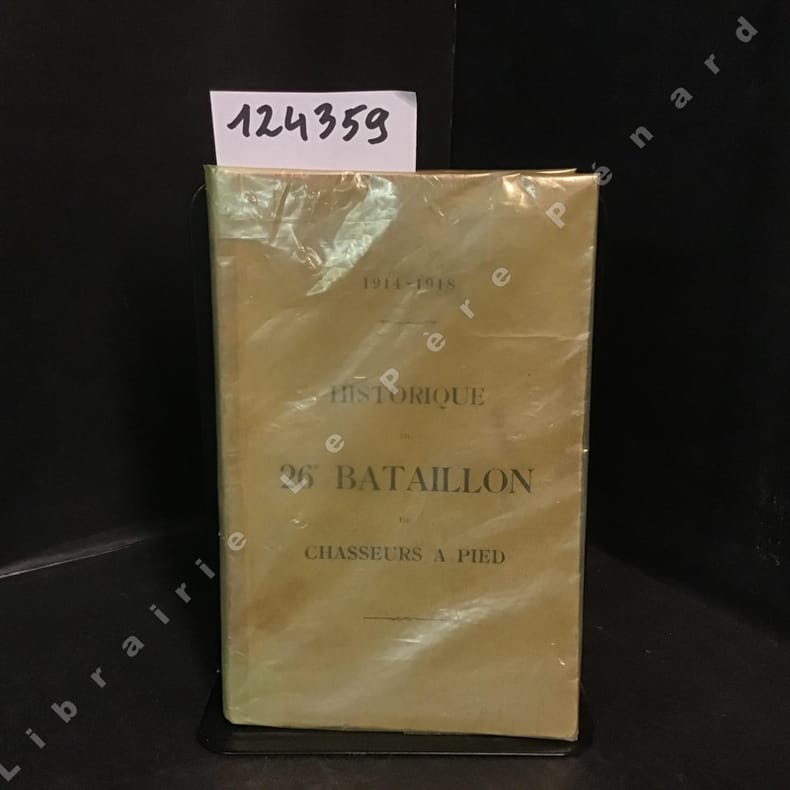 124359
1914-1918
HISTORIQUE
DU
26e BATAILLON
DE
CHASSEURS A PIED
Librairie Le Père Pénard